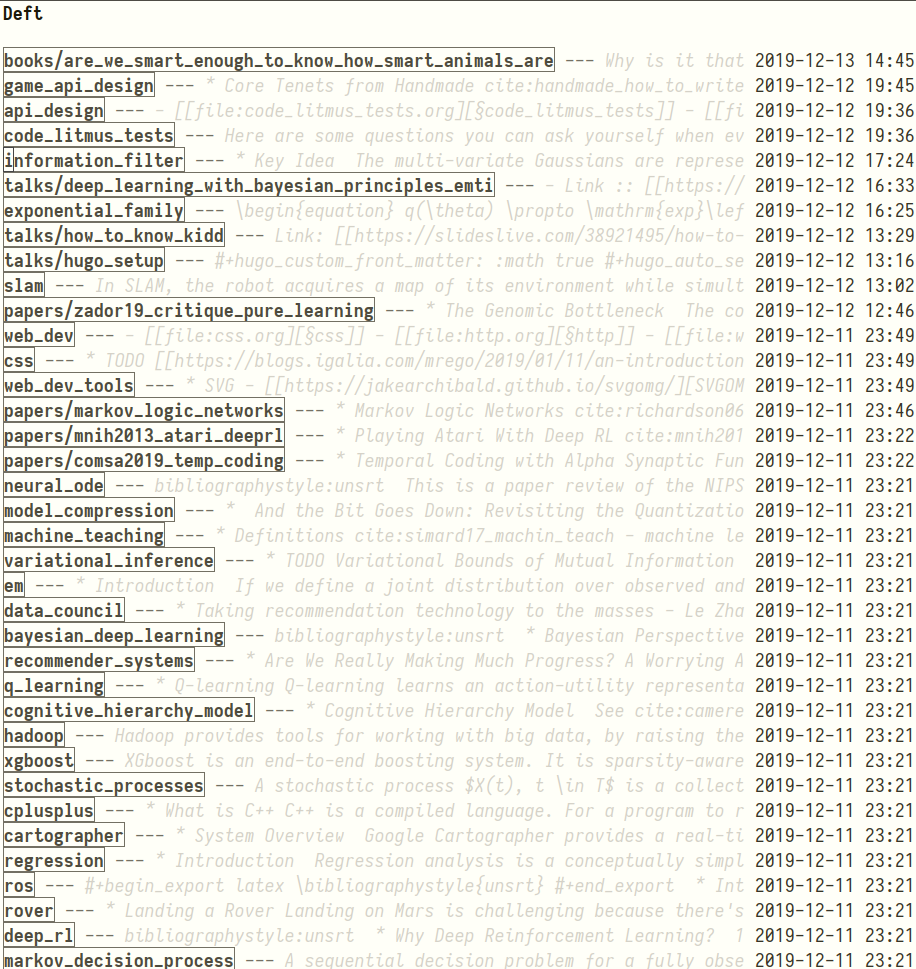 Deft
books/are_we_smart_enough_to_know_how_smart_animals_are --- Why is it that 2019-12-13 14:45
game_api_design --- * Core Tenets from Handmade cite:handmade_how_to_write 2019-12-12 19:45
api_design --- - [[file:code_litmus_tests.org][§code_litmus_tests]] - [[fi 2019-12-12 19:36
code_litmus_tests --- Here are some questions you can ask yourself when ev 2019-12-12 19:36
information_filter --- * Key Idea  The multi-variate Gaussians are represe 2019-12-12 17:24
talks/deep_learning_with_bayesian_principles_emti --- - Link :: [[https:// 2019-12-12 16:33
exponential_family --- \begin{equation} q(\theta) \propto \mathrm{exp}\lef 2019-12-12 16:25
talks/how_to_know_kidd --- Link: [[https://slideslive.com/38921495/how-to- 2019-12-12 13:29
talks/hugo_setup --- #+hugo_custom_front_matter: :math true #+hugo_auto_se 2019-12-12 13:16
slam --- In SLAM, the robot acquires a map of its environment while simult 2019-12-12 13:02
papers/zador19_critique_pure_learning --- * The Genomic Bottleneck  The co 2019-12-12 12:46
web_dev --- - [[file:css.org][§css]] - [[file:http.org][§http]] - [[file:w 2019-12-11 23:49
css --- * TODO [[https://blogs.igalia.com/mrego/2019/01/11/an-introduction 2019-12-11 23:49
web_dev_tools --- * SVG - [[https://jakearchibald.github.io/svgomg/][SVGOM 2019-12-11 23:49
papers/markov_logic_networks --- * Markov Logic Networks cite:richardson06 2019-12-11 23:46
papers/mnih2013_atari_deeprl --- * Playing Atari With Deep RL cite:mnih201 2019-12-11 23:22
papers/comsa2019_temp_coding --- * Temporal Coding with Alpha Synaptic Fun 2019-12-11 23:22
neural_ode --- bibliographystyle:unsrt  This is a paper review of the NIPS 2019-12-11 23:21
model_compression --- *  And the Bit Goes Down: Revisiting the Quantizatio 2019-12-11 23:21
machine_teaching --- * Definitions cite:simard17_machin_teach - machine le 2019-12-11 23:21
variational_inference --- * TODO Variational Bounds of Mutual Information 2019-12-11 23:21
em --- * Introduction  If we define a joint distribution over observed and 2019-12-11 23:21
data_council --- * Taking recommendation technology to the masses - Le Zha 2019-12-11 23:21
bayesian_deep_learning --- bibliographystyle:unsrt  * Bayesian Perspective 2019-12-11 23:21
recommender_systems --- * Are We Really Making Much Progress? A Worrying A 2019-12-11 23:21
q_learning --- * Q-learning Q-learning learns an action-utility representa 2019-12-11 23:21
cognitive_hierarchy_model --- * Cognitive Hierarchy Model  See cite:camere 2019-12-11 23:21
hadoop --- Hadoop provides tools for working with big data, by raising the 2019-12-11 23:21
xgboost --- XGboost is an end-to-end boosting system. It is sparsity-aware 2019-12-11 23:21
stochastic_processes --- A stochastic process $X(t), t \in T$ is a collect 2019-12-11 23:21
cplusplus --- * What is C++ C++ is a compiled language. For a program to r 2019-12-11 23:21
cartographer --- * System Overview  Google Cartographer provides a real-ti 2019-12-11 23:21
regression --- * Introduction  Regression analysis is a conceptually simpl 2019-12-11 23:21
ros --- #+begin_export latex \bibliographystyle{unsrt} #+end_export  * Int 2019-12-11 23:21
rover --- * Landing a Rover Landing on Mars is challenging because there's 2019-12-11 23:21
deep_rl --- bibliographystyle:unsrt  * Why Deep Reinforcement Learning?  1 2019-12-11 23:21
markov_decision_process --- A sequential decision problem for a fully obse 2019-12-11 23:21